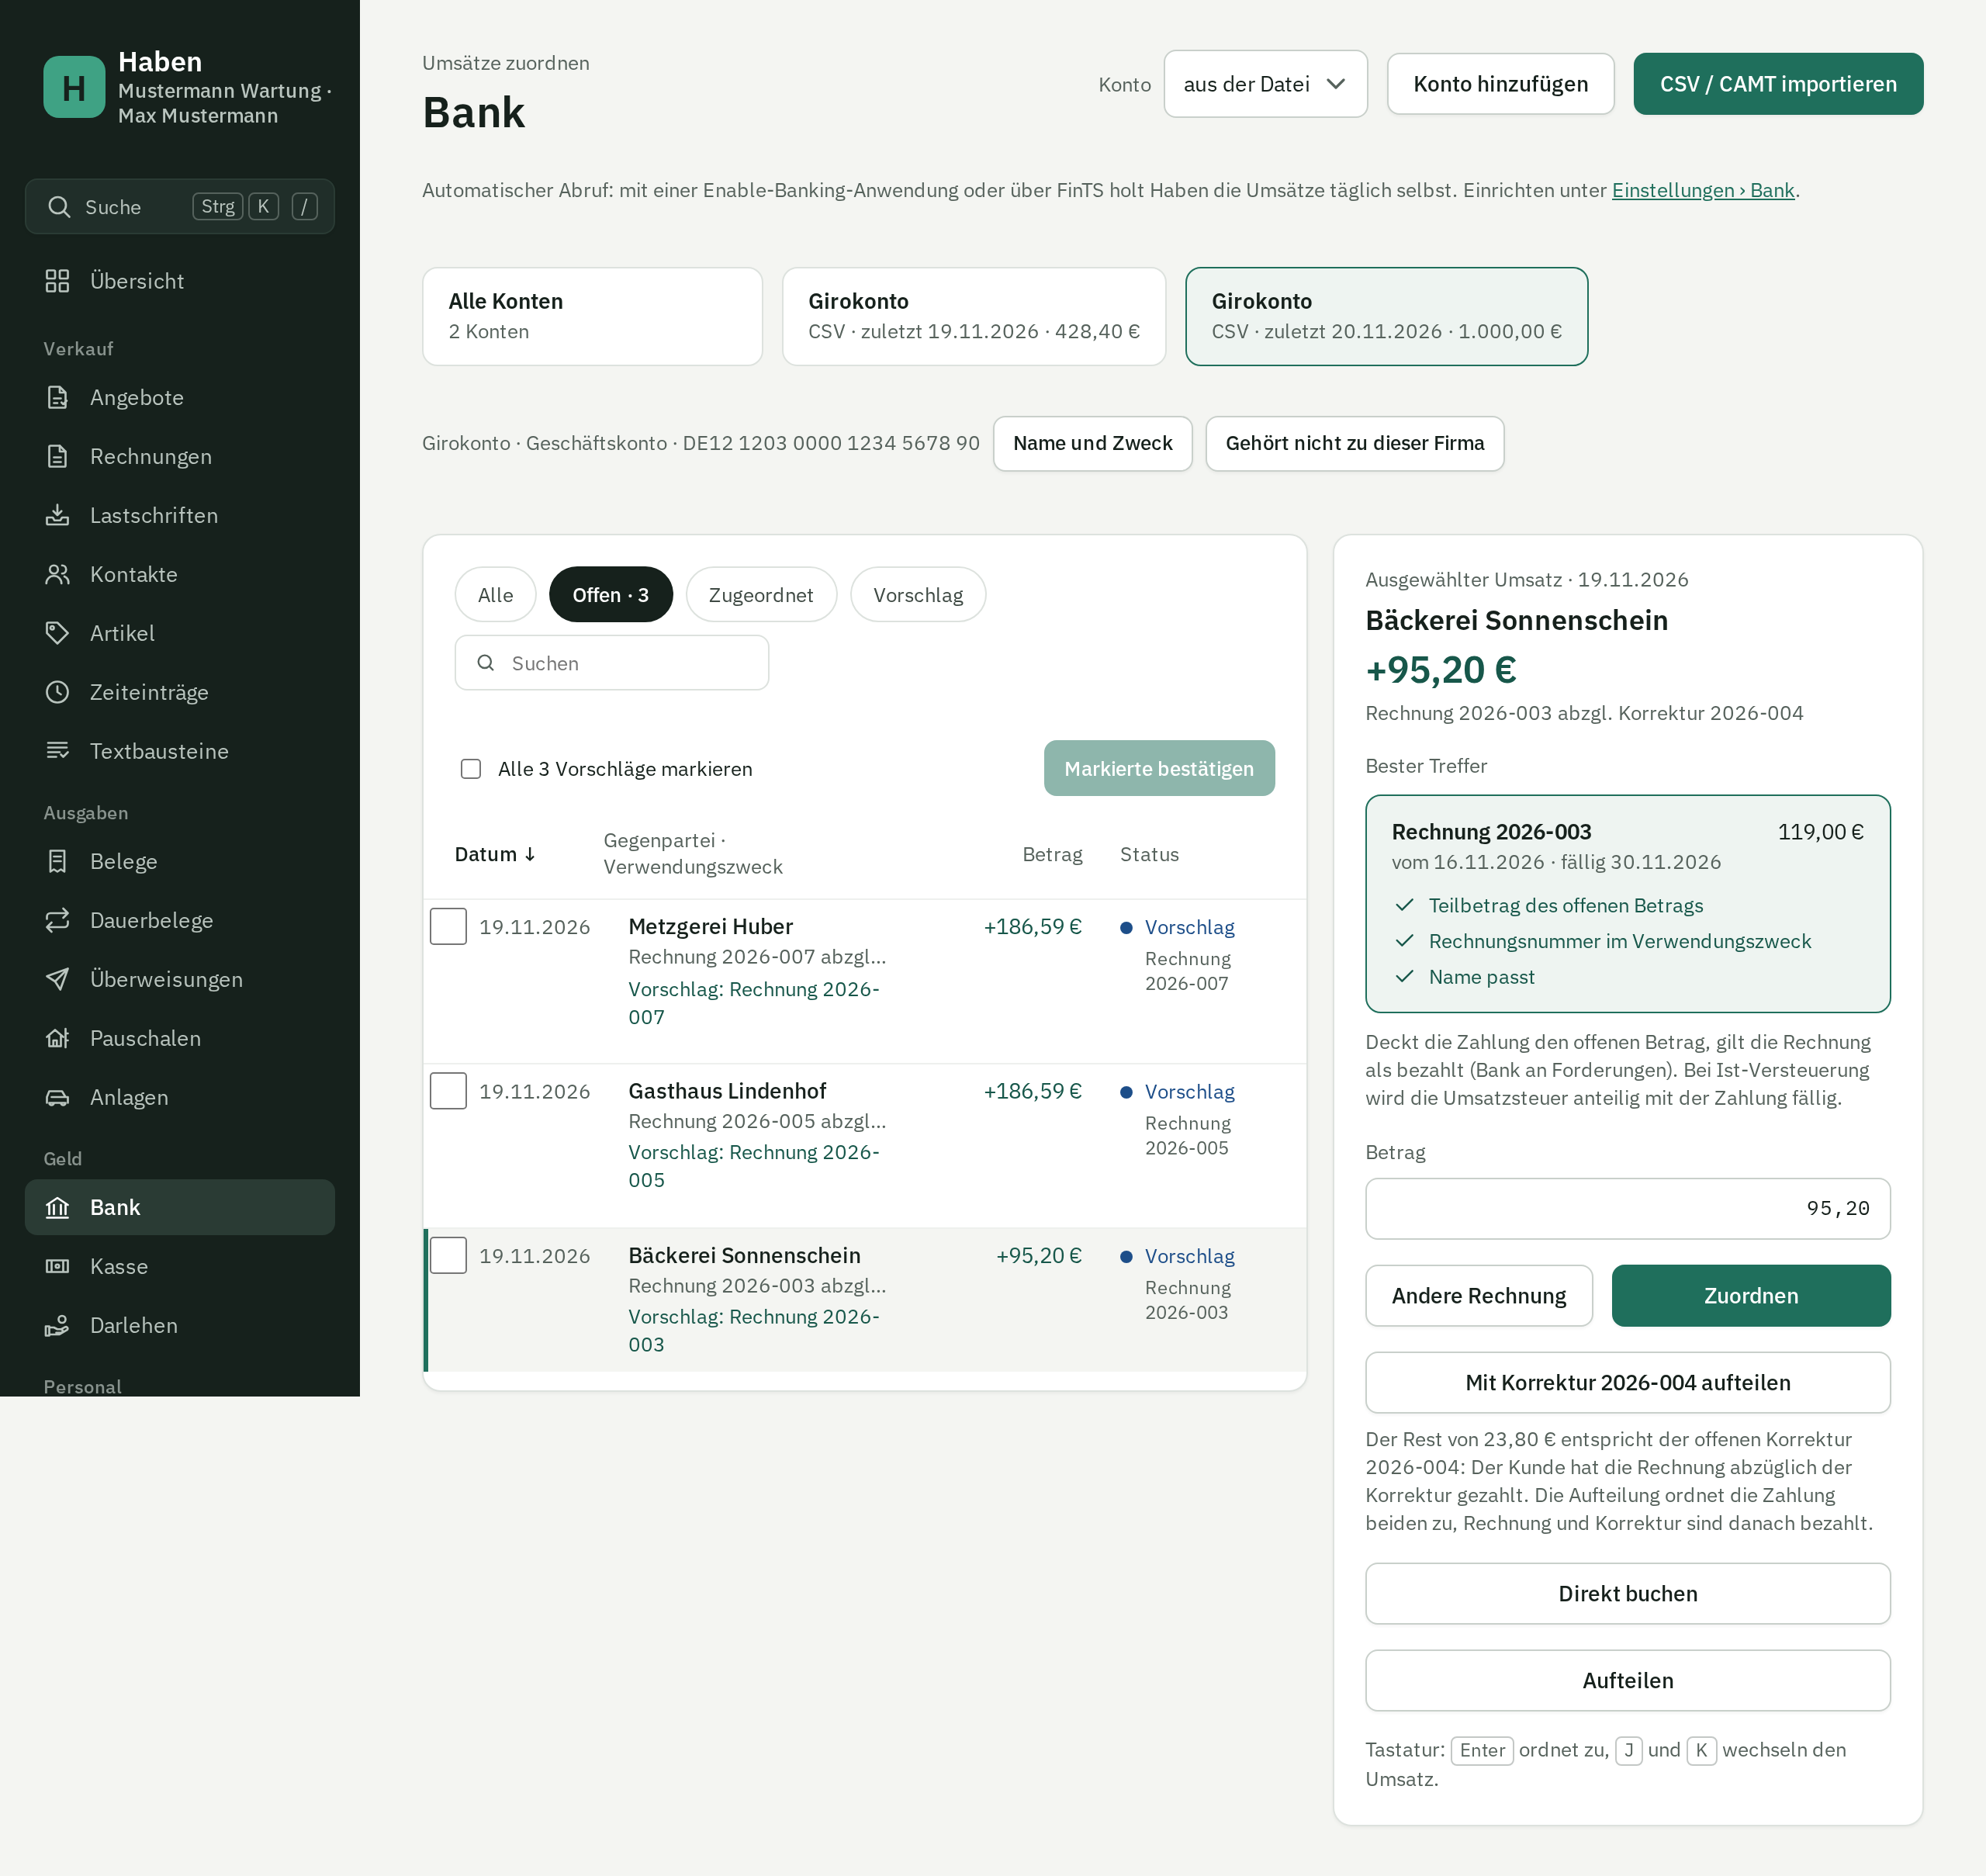 H
Haben
Mustermann Wartung ·
Max Mustermann
Suche Strg K /
Übersicht
Verkauf
Angebote
Rechnungen
Lastschriften
Kontakte
Artikel
Zeiteinträge
Textbausteine
Ausgaben
Belege
Dauerbelege
Überweisungen
Pauschalen
Anlagen
Geld
Bank
Kasse
Darlehen
Personal
Umsätze zuordnen
Bank
Konto aus der Datei Konto hinzufügen CSV / CAMT importieren
Automatischer Abruf: mit einer Enable-Banking-Anwendung oder über FinTS holt Haben die Umsätze täglich selbst. Einrichten unter Einstellungen › Bank.
Alle Konten
2 Konten
Girokonto
CSV · zuletzt 19.11.2026 · 428,40 €
Girokonto
CSV · zuletzt 20.11.2026 · 1.000,00 €
Girokonto · Geschäftskonto · DE12 1203 0000 1234 5678 90 Name und Zweck Gehört nicht zu dieser Firma
Alle Offen · 3 Zugeordnet Vorschlag
Suchen
Alle 3 Vorschläge markieren Markierte bestätigen
Datum ↓ Gegenpartei · Verwendungszweck Betrag Status
19.11.2026 Metzgerei Huber +186,59 € Vorschlag
Rechnung 2026-007 abzgl… Rechnung
2026-007
Vorschlag: Rechnung 2026-
007
19.11.2026 Gasthaus Lindenhof +186,59 € Vorschlag
Rechnung 2026-005 abzgl… Rechnung
2026-005
Vorschlag: Rechnung 2026-
005
19.11.2026 Bäckerei Sonnenschein +95,20 € Vorschlag
Rechnung 2026-003 abzgl… Rechnung
2026-003
Vorschlag: Rechnung 2026-
003
Ausgewählter Umsatz · 19.11.2026
Bäckerei Sonnenschein
+95,20 €
Rechnung 2026-003 abzgl. Korrektur 2026-004
Bester Treffer
Rechnung 2026-003 119,00 €
vom 16.11.2026 · fällig 30.11.2026
Teilbetrag des offenen Betrags
Rechnungsnummer im Verwendungszweck
Name passt
Deckt die Zahlung den offenen Betrag, gilt die Rechnung
als bezahlt (Bank an Forderungen). Bei Ist-Versteuerung
wird die Umsatzsteuer anteilig mit der Zahlung fällig.
Betrag
95,20
Andere Rechnung Zuordnen
Mit Korrektur 2026-004 aufteilen
Der Rest von 23,80 € entspricht der offenen Korrektur
2026-004: Der Kunde hat die Rechnung abzüglich der
Korrektur gezahlt. Die Aufteilung ordnet die Zahlung
beiden zu, Rechnung und Korrektur sind danach bezahlt.
Direkt buchen
Aufteilen
Tastatur: Enter ordnet zu, J und K wechseln den
Umsatz.